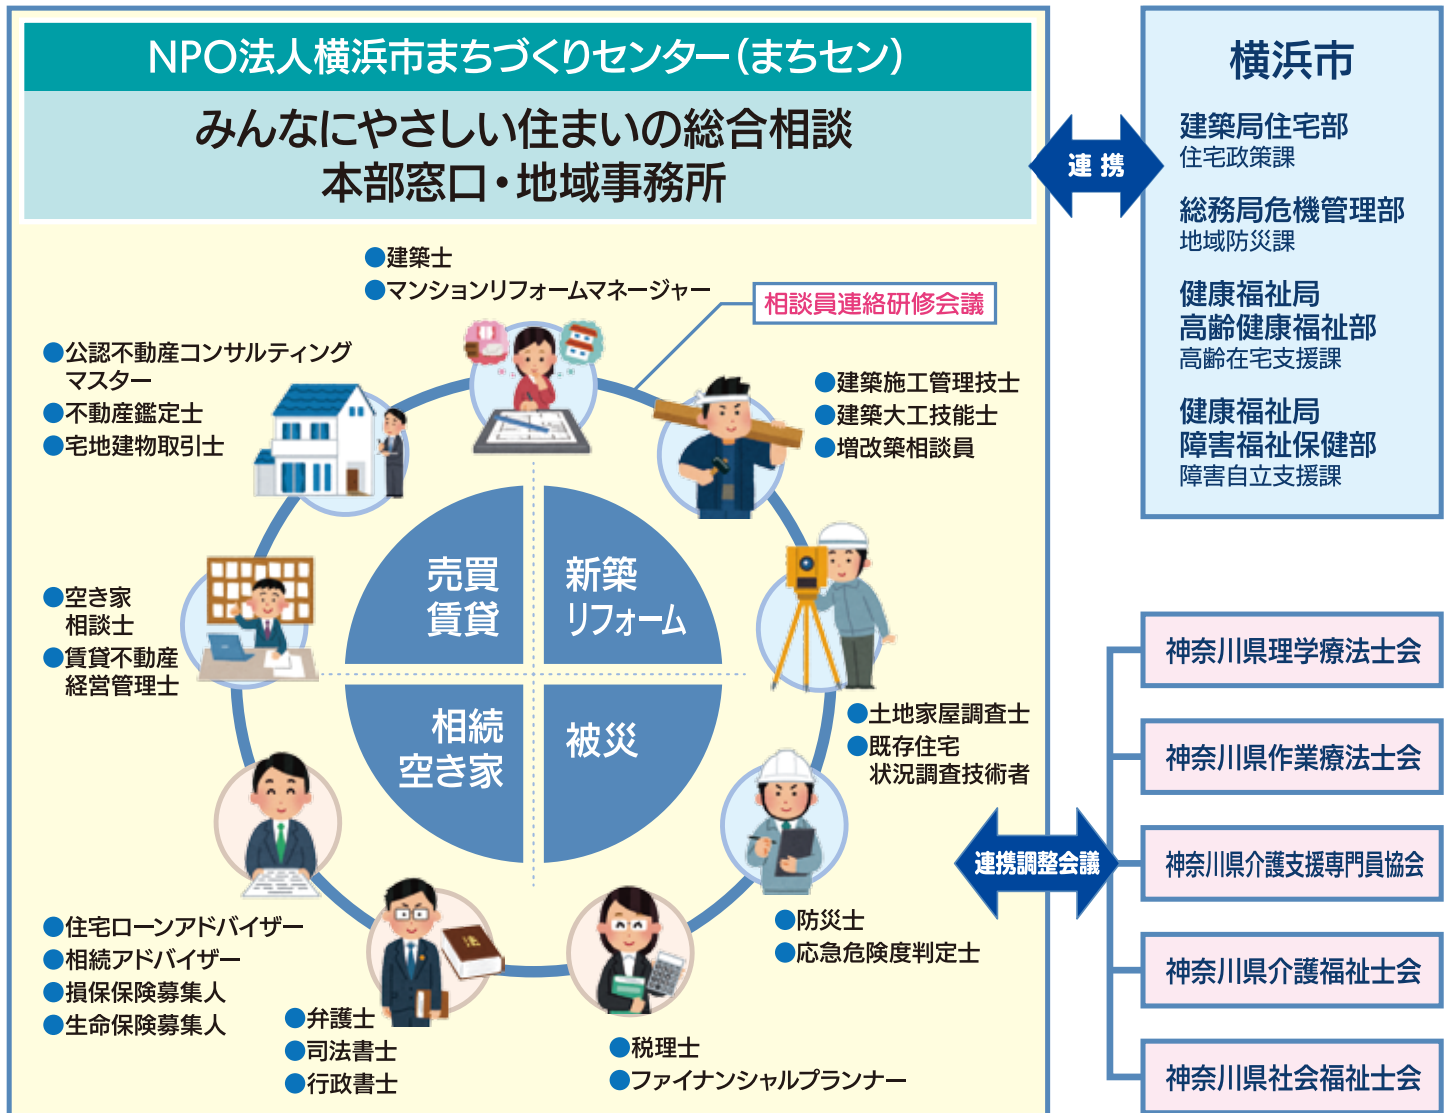 NPO法人横浜市まちづくりセンター（まちセン）
みんなにやさしい住まいの総合相談
本部窓口・地域事務所
連携
横浜市
建築局住宅部
住宅政策課
総務局危機管理部
地域防災課
健康福祉局
高齢健康福祉部
高齢在宅支援課
健康福祉局
障害福祉保健部
障害自立支援課
●建築士
●マンションリフォームマネージャー
相談員連絡研修会議
●公認不動産コンサルティング
マスター
●不動産鑑定士
●宅地建物取引士
●建築施工管理技士
●建築大工技能士
●増改築相談員
売買
賃貸
新築
リフォーム
相続
空き家
被災
●空き家
相談士
●賃貸不動産
経営管理士
●土地家屋調査士
●既存住宅
状況調査技術者
●防災士
●応急危険度判定士
●住宅ローンアドバイザー
●相続アドバイザー
●損保保険募集人
●生命保険募集人
法
●弁護士
●司法書士
●行政書士
●税理士
●ファイナンシャルプランナー
連携調整会議
神奈川県理学療法士会
神奈川県作業療法士会
神奈川県介護支援専門員協会
神奈川県介護福祉士会
神奈川県社会福祉士会